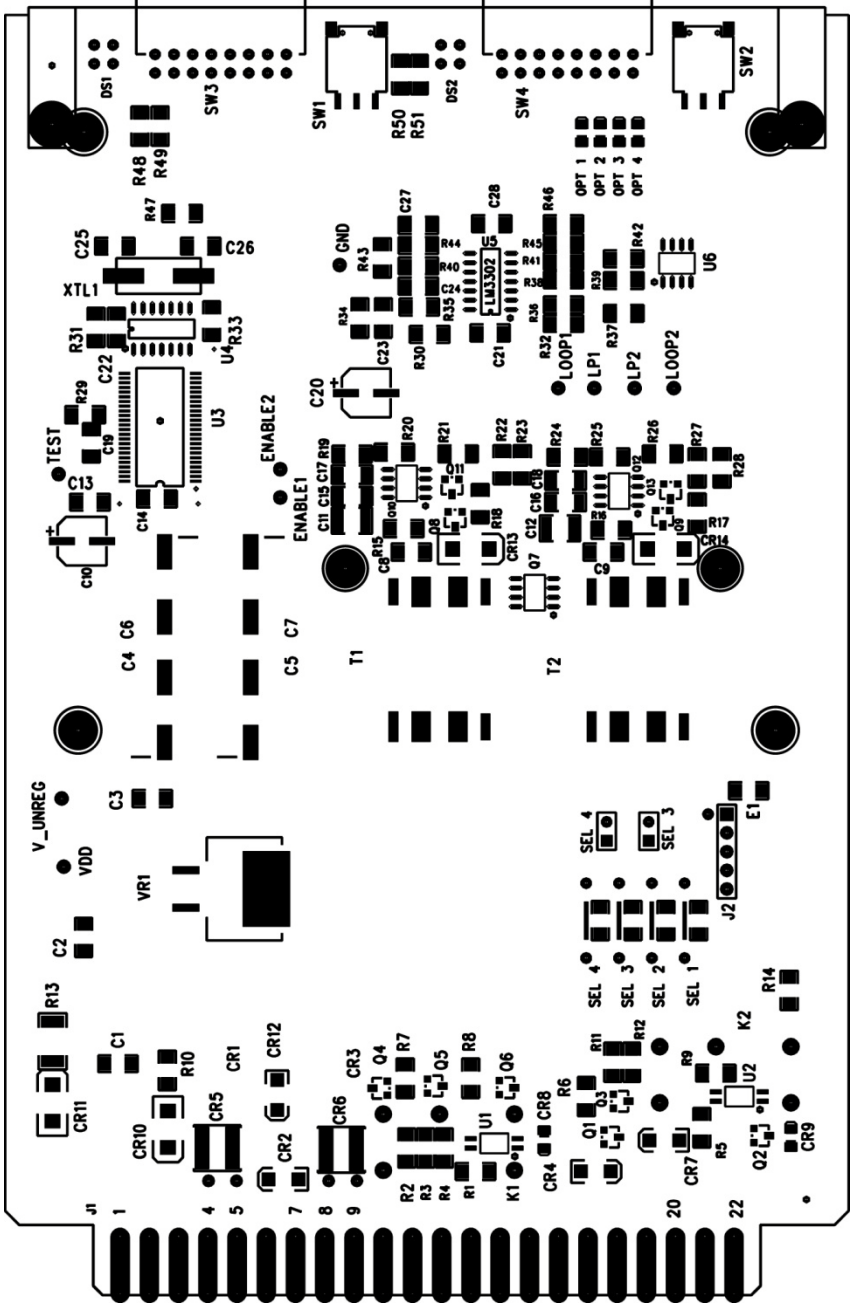 DS1
SW3
SW1
R50
R51
DS2
SW4
SW2
R48
R49
OPT 1
OPT 2
OPT 3
OPT 4
R47
C25
C26
XTL1
GND
R43
C27
R44
R40
C24
R35
C28
U5
LM3302
R46
R45
R41
R38
R36
R32
R42
R39
R37
U6
R31
C22
U4
R33
R34
C23
R30
C21
LOOP1
LP1
LP2
LOOP2
C20
R29
C19
TEST
U3
C13
C14
C10
ENABLE2
ENABLE1
R19
C17
C15
C11
R20
R21
R22
R23
Q11
Q10
Q8
R18
R15
C8
CR13
R24
R25
C18
C16
C12
R16
C9
Q12
R26
R27
R28
Q13
Q9
R17
CR14
Q7
C6
C4
C7
C5
T1
T2
V_UNREG
VDD
C3
VR1
C2
SEL 4
SEL 3
E1
J2
SEL 4
SEL 3
SEL 2
SEL 1
R13
C1
R10
CR1
CR12
CR11
CR10
CR5
CR2
CR3
Q4
R7
Q5
R8
Q6
CR6
R2
R3
R4
R1
U1
K1
CR8
CR4
R6
Q1
Q3
R11
R12
R9
U2
K2
R14
CR7
R5
Q2
CR9
J1
1
4
5
7
8
9
20
22